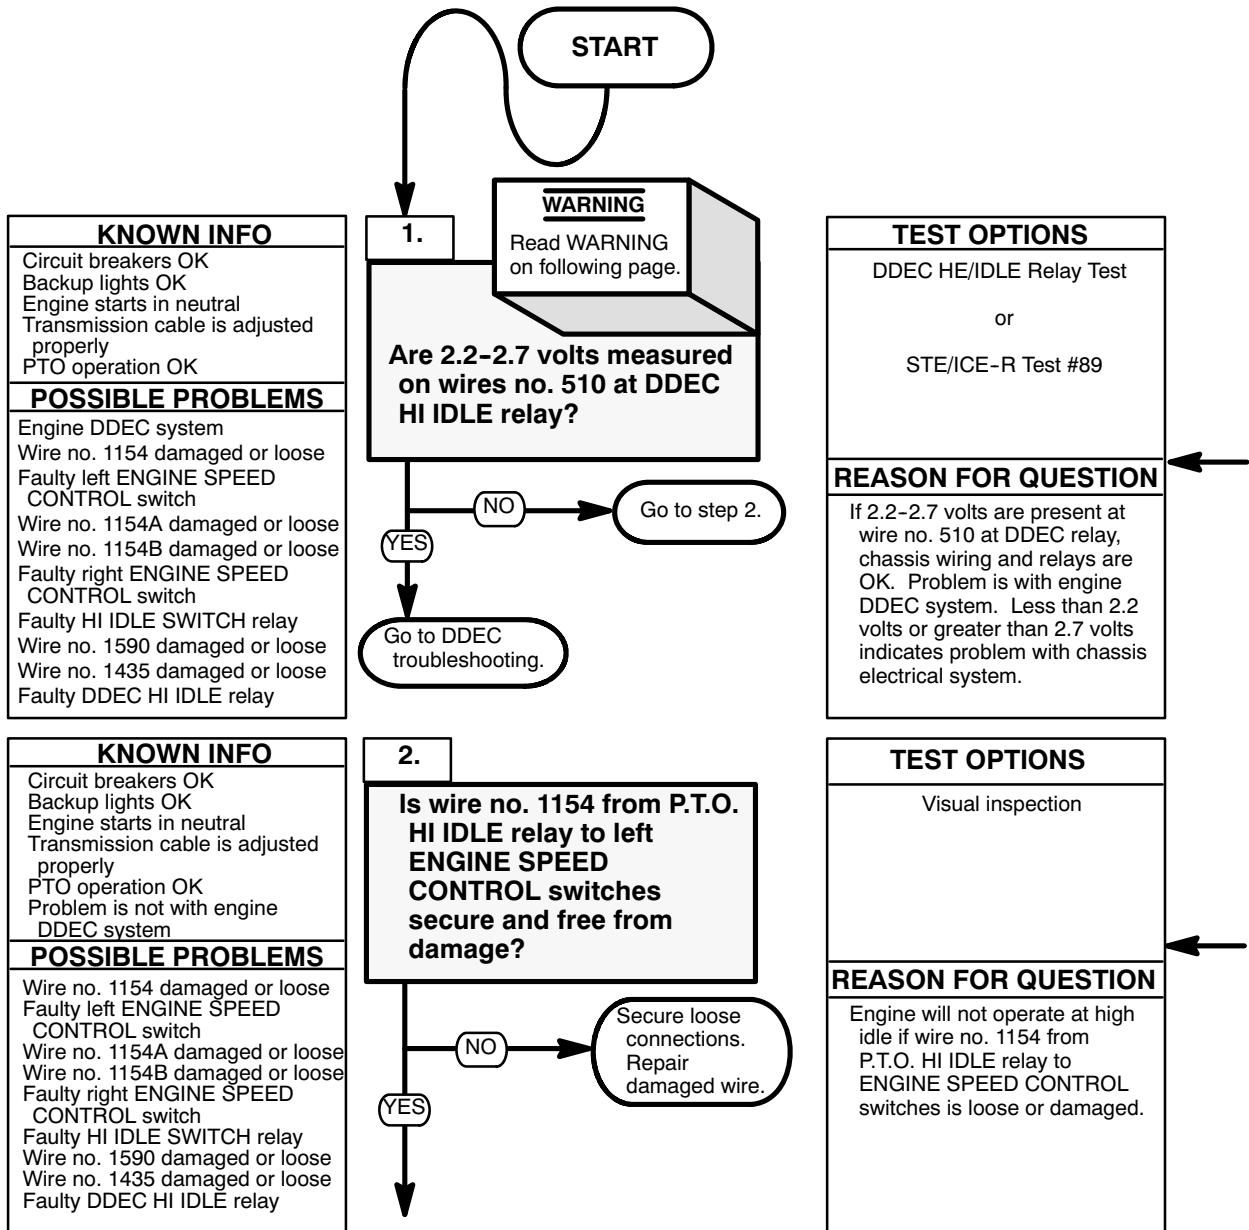 START
KNOWN INFO
Circuit breakers OK
Backup lights OK
Engine starts in neutral
Transmission cable is adjusted
properly
PTO operation OK
POSSIBLE PROBLEMS
Engine DDEC system
Wire no. 1154 damaged or loose
Faulty left ENGINE SPEED
CONTROL switch
Wire no. 1154A damaged or loose
Wire no. 1154B damaged or loose
Faulty right ENGINE SPEED
CONTROL switch
Faulty HI IDLE SWITCH relay
Wire no. 1590 damaged or loose
Wire no. 1435 damaged or loose
Faulty DDEC HI IDLE relay
1.
WARNING
Read WARNING
on following page.
Are 2.2-2.7 volts measured
on wires no. 510 at DDEC
HI IDLE relay?
NO
Go to step 2.
YES
Go to DDEC
troubleshooting.
TEST OPTIONS
DDEC HE/IDLE Relay Test
or
STE/ICE-R Test #89
REASON FOR QUESTION
If 2.2-2.7 volts are present at
wire no. 510 at DDEC relay,
chassis wiring and relays are
OK. Problem is with engine
DDEC system. Less than 2.2
volts or greater than 2.7 volts
indicates problem with chassis
electrical system.
KNOWN INFO
Circuit breakers OK
Backup lights OK
Engine starts in neutral
Transmission cable is adjusted
properly
PTO operation OK
Problem is not with engine
DDEC system
POSSIBLE PROBLEMS
Wire no. 1154 damaged or loose
Faulty left ENGINE SPEED
CONTROL switch
Wire no. 1154A damaged or loose
Wire no. 1154B damaged or loose
Faulty right ENGINE SPEED
CONTROL switch
Faulty HI IDLE SWITCH relay
Wire no. 1590 damaged or loose
Wire no. 1435 damaged or loose
Faulty DDEC HI IDLE relay
2.
Is wire no. 1154 from P.T.O.
HI IDLE relay to left
ENGINE SPEED
CONTROL switches
secure and free from
damage?
NO
Secure loose
connections.
Repair
damaged wire.
YES
TEST OPTIONS
Visual inspection
REASON FOR QUESTION
Engine will not operate at high
idle if wire no. 1154 from
P.T.O. HI IDLE relay to
ENGINE SPEED CONTROL
switches is loose or damaged.